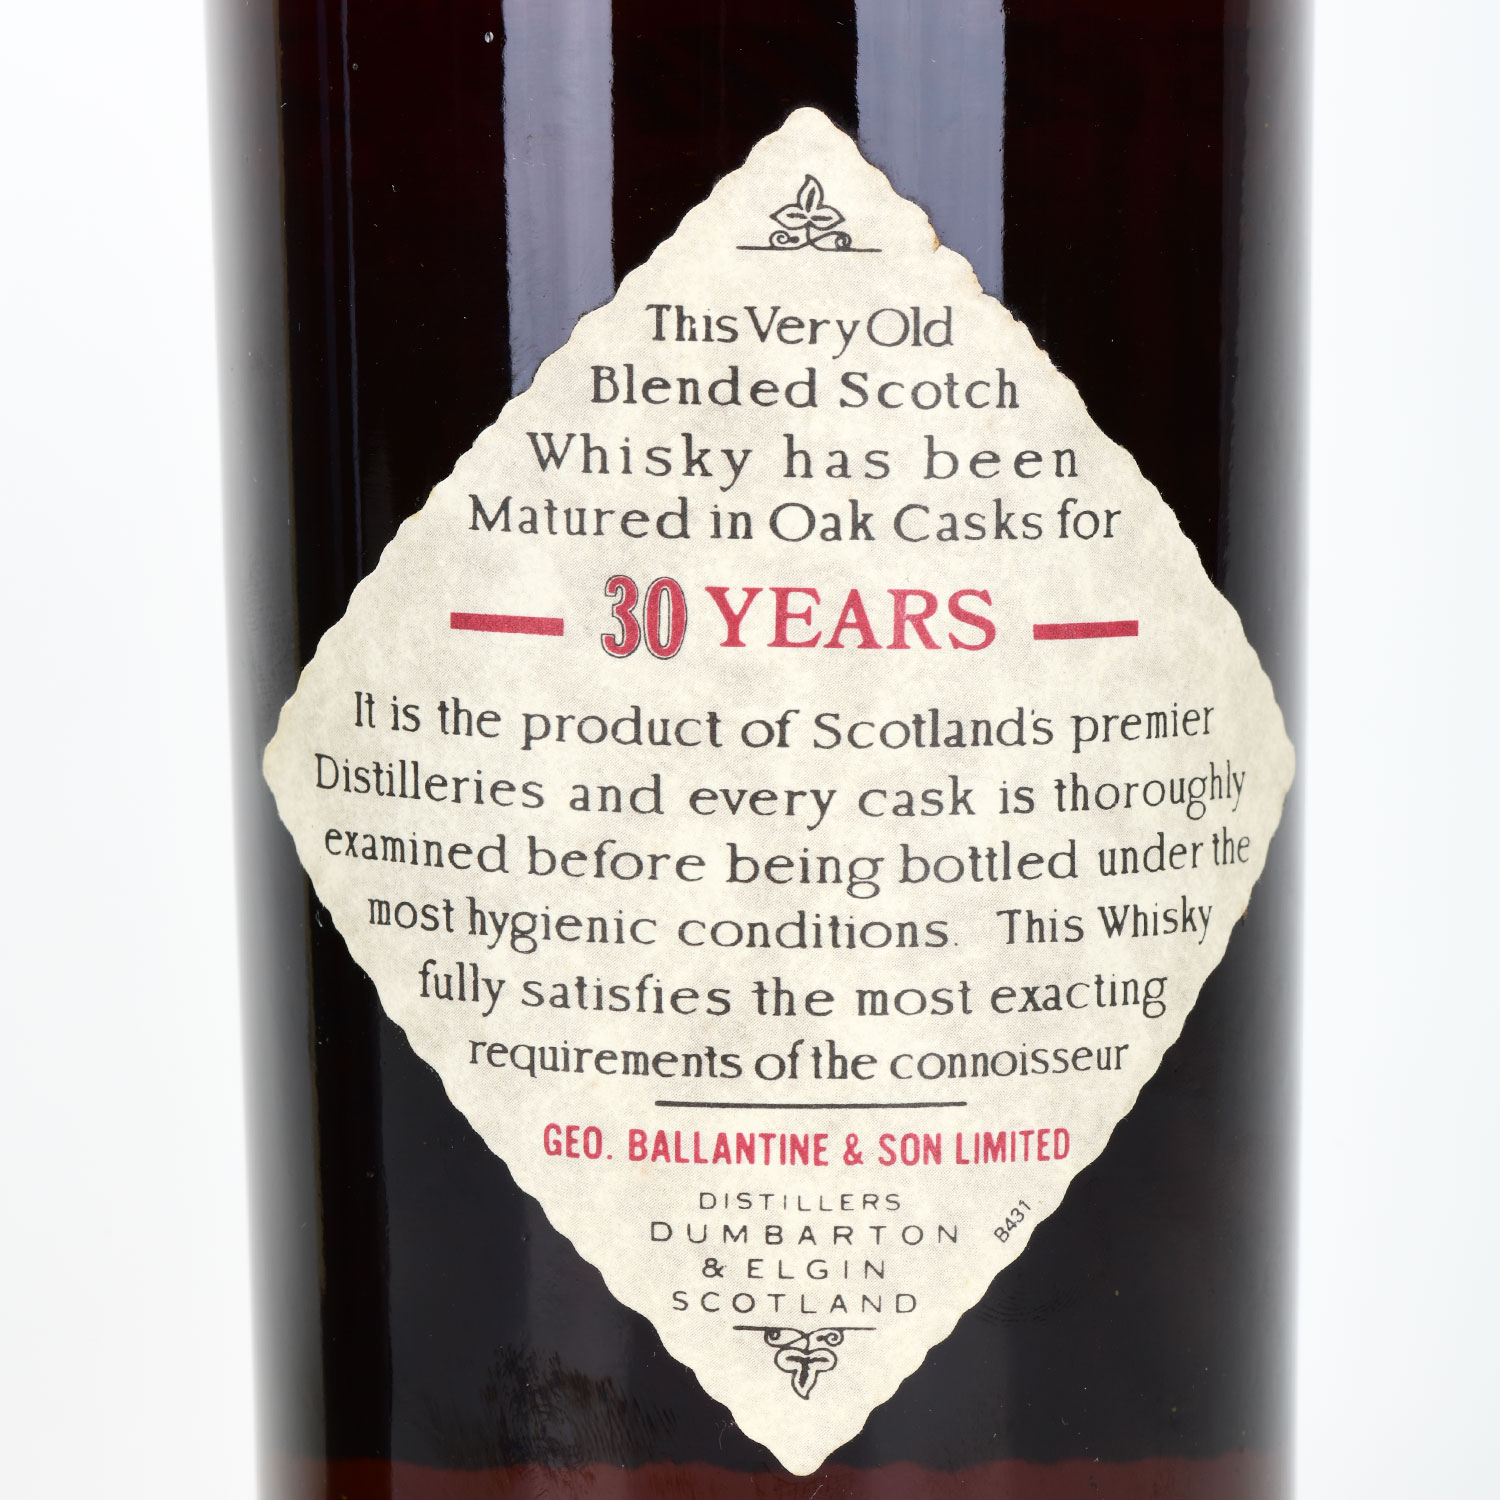 This Very Old
Blended Scotch
Whisky has been
Matured in Oak Casks for
30 YEARS
It is the product of Scotland's premier
Distilleries and every cask is thoroughly
examined before being bottled under the
most hygienic conditions. This Whisky
fully satisfies the most exacting
requirements of the connoisseur
GEO. BALLANTINE & SON LIMITED
DISTILLERS
DUMBARTON
& ELGIN
SCOTLAND
B431